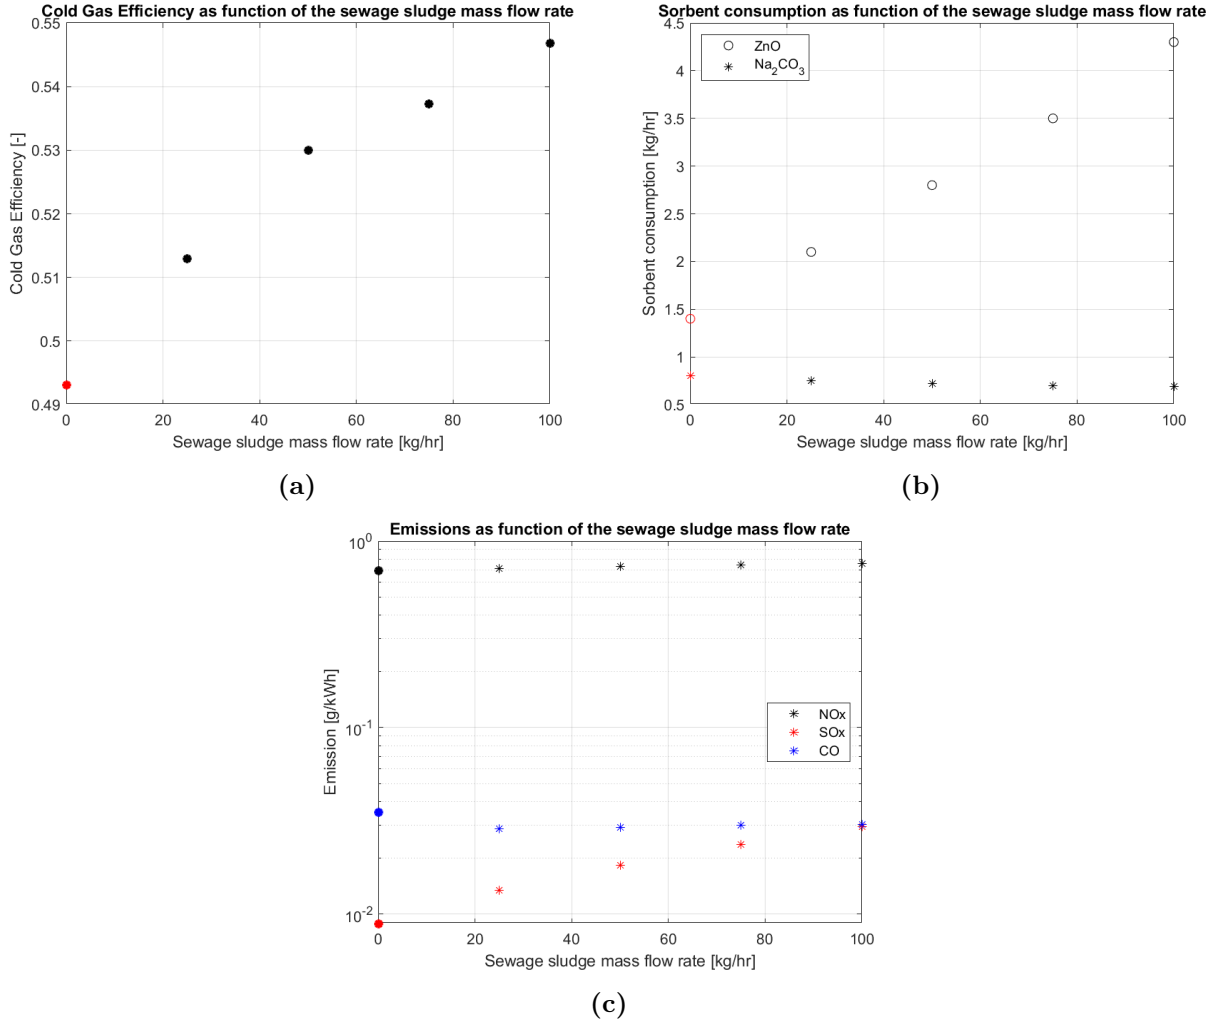 Cold Gas Efficiency as function of the sewage sludge mass flow rate
Cold Gas Efficiency [-]
0.55
0.54
0.53
0.52
0.51
0.5
0.49
0 20 40 60 80 100
Sewage sludge mass flow rate [kg/hr]
(a)
Sorbent consumption as function of the sewage sludge mass flow rate
Sorbent consumption [kg/hr]
4.5
4
3.5
3
2.5
2
1.5
1
0.5
ZnO
Na2CO3
0 20 40 60 80 100
Sewage sludge mass flow rate [kg/hr]
(b)
Emissions as function of the sewage sludge mass flow rate
Emission [g/kWh]
10^0
10^-1
10^-2
NOx
SOx
CO
0 20 40 60 80 100
Sewage sludge mass flow rate [kg/hr]
(c)